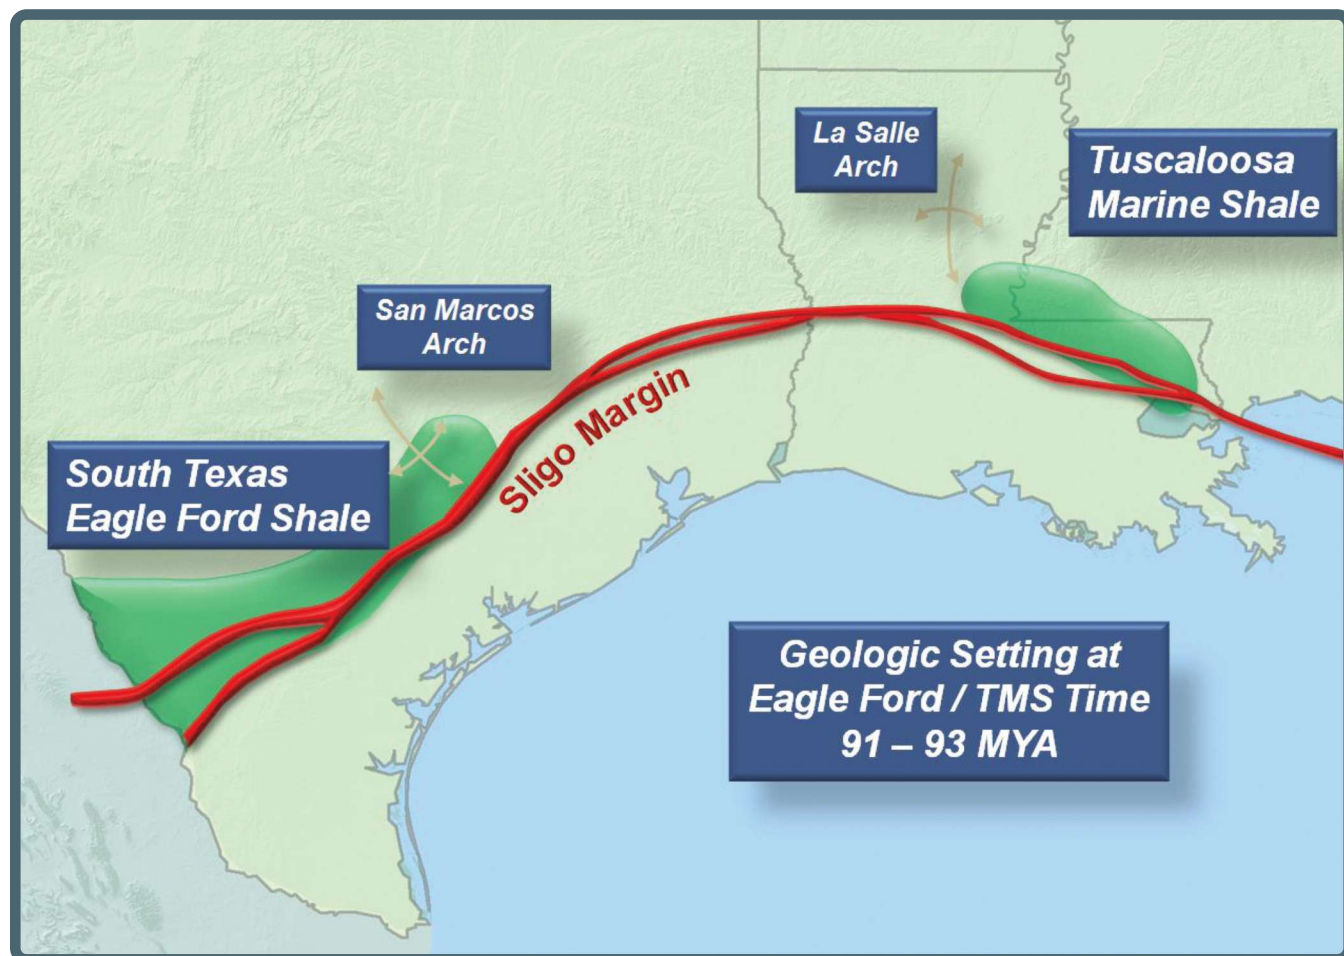 La Salle
Arch
Tuscaloosa
Marine Shale
San Marcos
Arch
Sligo Margin
South Texas
Eagle Ford Shale
Geologic Setting at
Eagle Ford / TMS Time
91 – 93 MYA